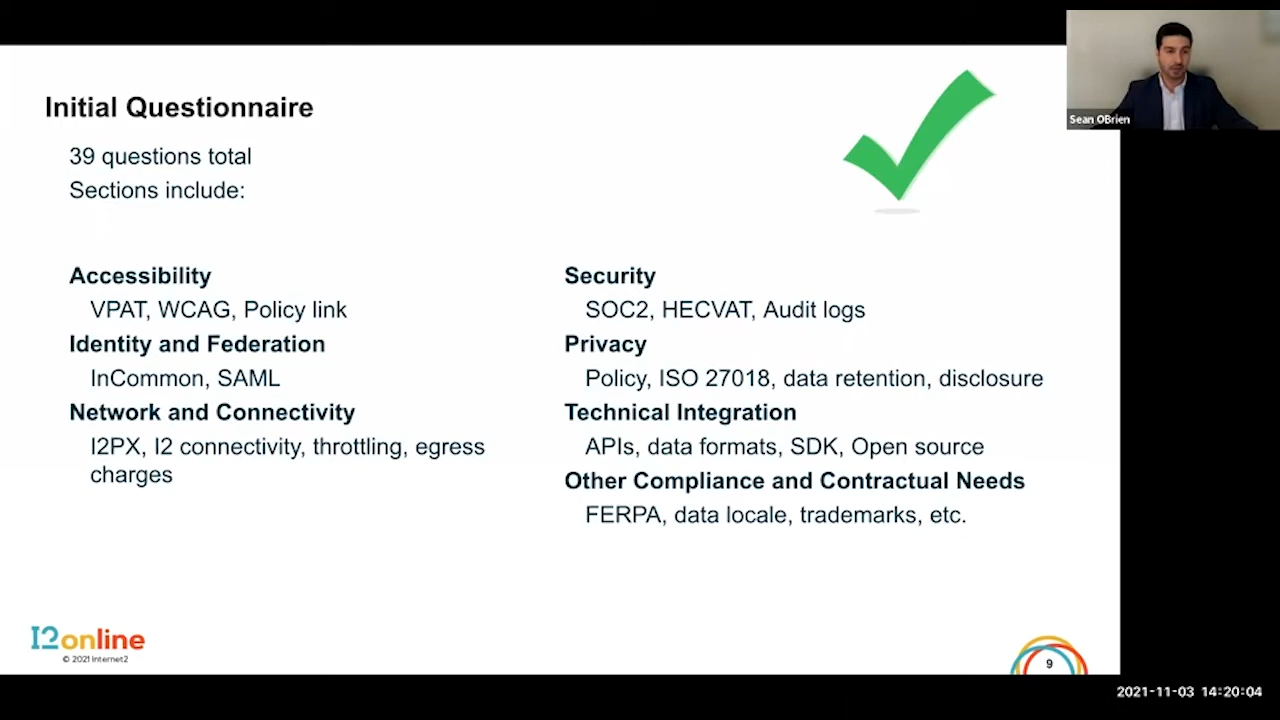 Initial Questionnaire
39 questions total
Sections include:
Accessibility
VPAT, WCAG, Policy link
Identity and Federation
InCommon, SAML
Network and Connectivity
I2PX, I2 connectivity, throttling, egress
charges
Security
SOC2, HECVAT, Audit logs
Privacy
Policy, ISO 27018, data retention, disclosure
Technical Integration
APIs, data formats, SDK, Open source
Other Compliance and Contractual Needs
FERPA, data locale, trademarks, etc.
I2online
© 2021 Internet2
9
Sean OBrien
2021-11-03 14:20:04